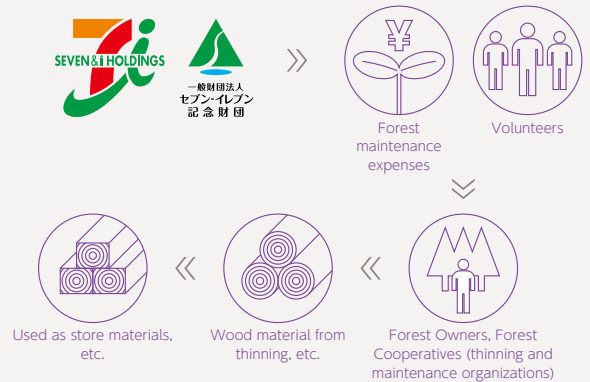 SEVEN&i HOLDINGS
一般財団法人
セブン-イレブン
記念財団
¥
Forest
maintenance
expenses
Volunteers
Used as store materials,
etc.
Wood material from
thinning, etc.
Forest Owners, Forest
Cooperatives (thinning and
maintenance organizations)